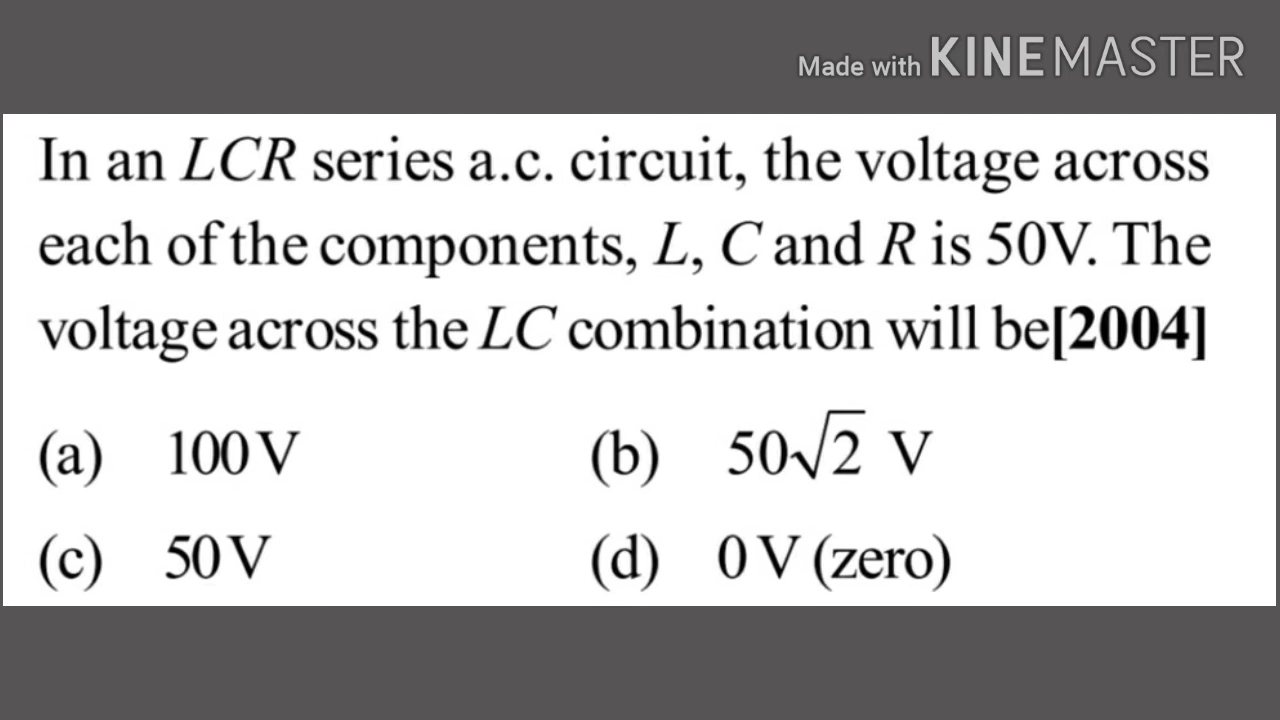 Made with KINEMASTER
In an LCR series a.c. circuit, the voltage across
each of the components, L, C and R is 50V. The
voltage across the LC combination will be[2004]
(a) 100V (b) 50√2 V
(c) 50V (d) 0V (zero)